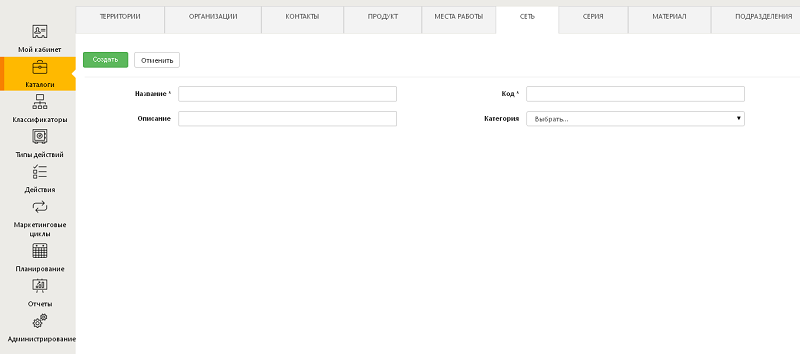 ТЕРРИТОРИИ ОРГАНИЗАЦИИ КОНТАКТЫ ПРОДУКТ МЕСТА РАБОТЫ СЕТЬ СЕРИЯ МАТЕРИАЛ ПОДРАЗДЕЛЕНИЯ
Мой кабинет
Каталоги
Классификаторы
Типы действий
Действия
Маркетинговые
циклы
Планирование
Отчеты
Администрирование
Создать Отменить
Название * Код *
Описание Категория Выбрать...